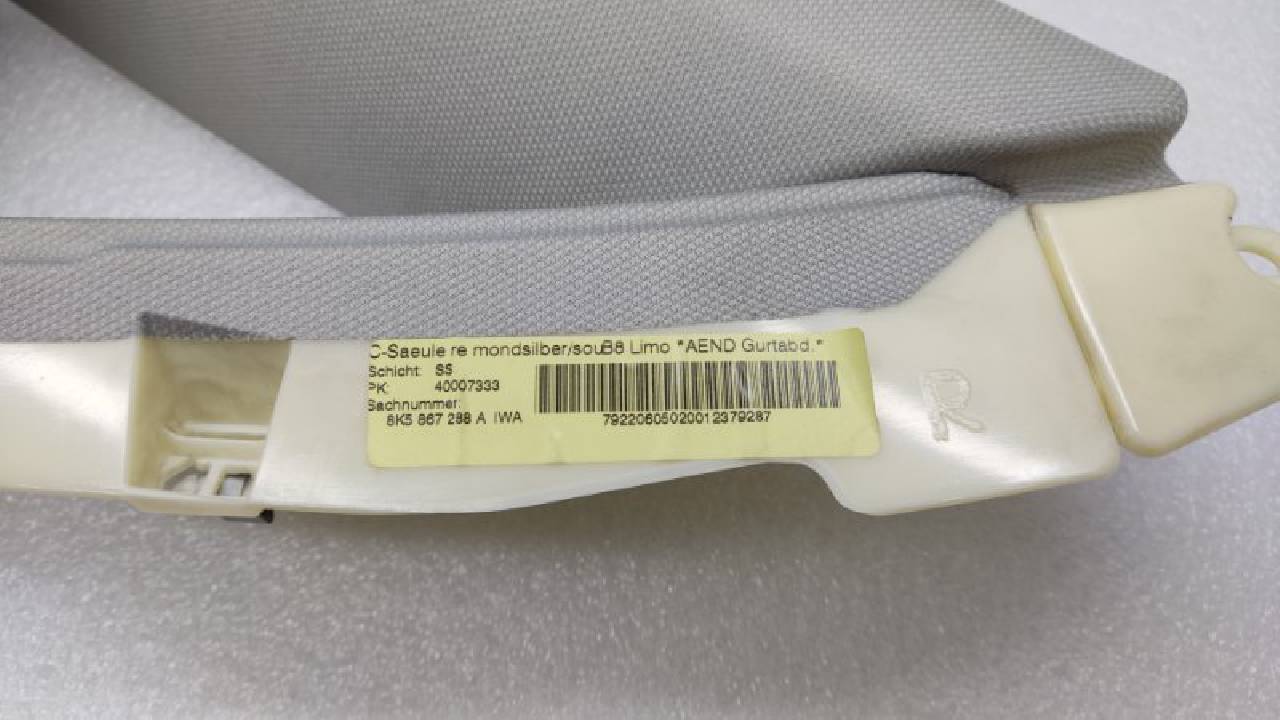 C-Saeule re mondsilber/souB8 Limo *AEND Gurtabd.*
Schicht: SS
PK: 40007333
Sachnummer:
8K5 867 288 A IWA
79220605020012379287